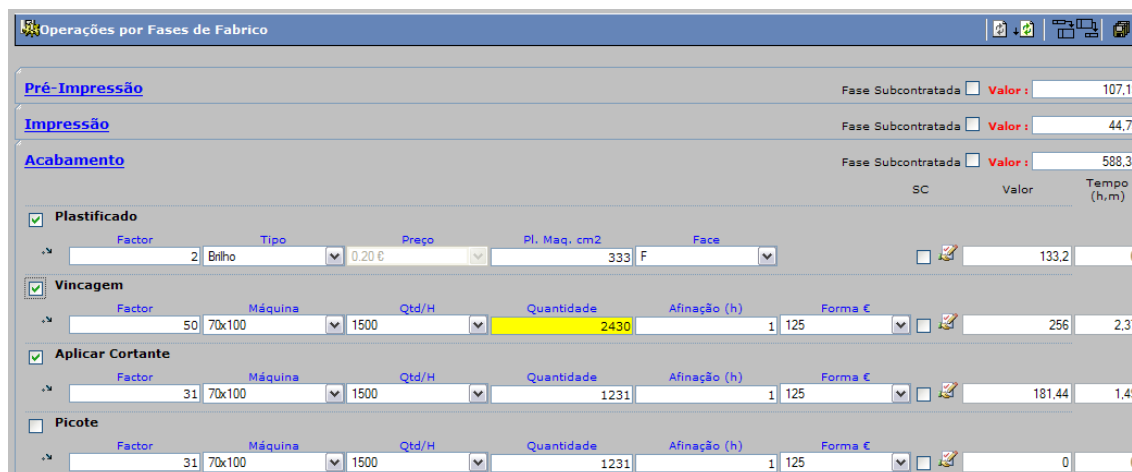 Operações por Fases de Fabrico
Pré-Impressão Fase Subcontratada Valor : 107,1
Impressão Fase Subcontratada Valor : 44,7
Acabamento Fase Subcontratada Valor : 588,3
SC Valor Tempo (h,m)
Plastificado
Factor Tipo Preço Pl. Maq. cm2 Face
2 Brilho 0.20 € 333 F 133,2
Vincagem
Factor Máquina Qtd/H Quantidade Afinação (h) Forma €
50 70x100 1500 2430 1 125 256 2,3
Aplicar Cortante
Factor Máquina Qtd/H Quantidade Afinação (h) Forma €
31 70x100 1500 1231 1 125 181,44 1,4
Picote
Factor Máquina Qtd/H Quantidade Afinação (h) Forma €
31 70x100 1500 1231 1 125 0